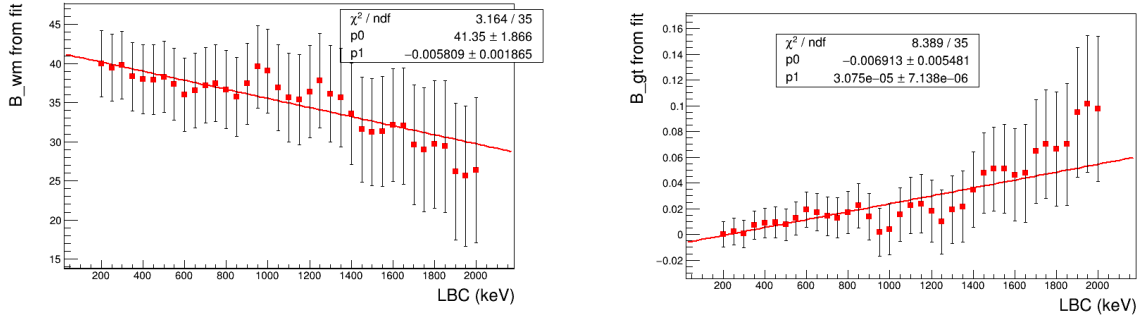 χ² / ndf 3.164 / 35
p0 41.35 ± 1.866
p1 −0.005809 ± 0.001865
B_wm from fit
45
40
35
30
25
20
15
200 400 600 800 1000 1200 1400 1600 1800 2000
LBC (keV)
χ² / ndf 8.389 / 35
p0 −0.006913 ± 0.005481
p1 3.075e−05 ± 7.138e−06
B_gt from fit
0.16
0.14
0.12
0.1
0.08
0.06
0.04
0.02
0
−0.02
200 400 600 800 1000 1200 1400 1600 1800 2000
LBC (keV)